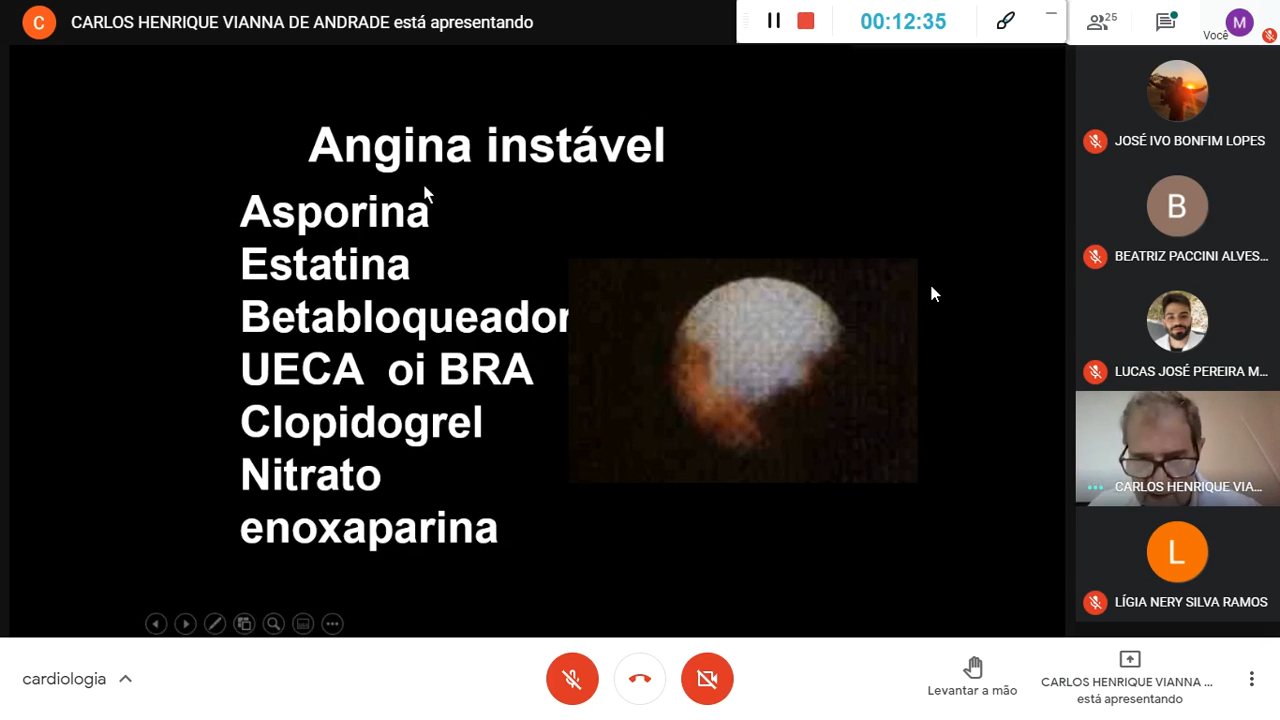 C
CARLOS HENRIQUE VIANNA DE ANDRADE está apresentando
00:12:35
25
M
Você
Angina instável
Asporina
Estatina
Betabloqueador
UECA oi BRA
Clopidogrel
Nitrato
enoxaparina
JOSÉ IVO BONFIM LOPES
B
BEATRIZ PACCINI ALVES...
LUCAS JOSÉ PEREIRA M...
CARLOS HENRIQUE VIA...
L
LÍGIA NERY SILVA RAMOS
cardiologia
Levantar a mão
CARLOS HENRIQUE VIANNA ...
está apresentando